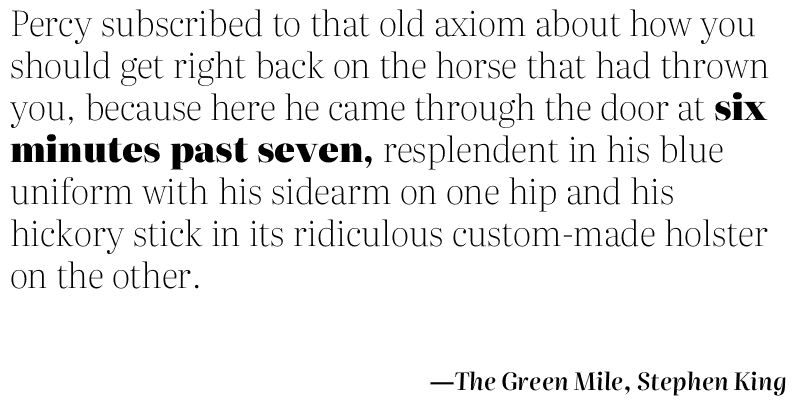 Percy subscribed to that old axiom about how you
should get right back on the horse that had thrown
you, because here he came through the door at six
minutes past seven, resplendent in his blue
uniform with his sidearm on one hip and his
hickory stick in its ridiculous custom-made holster
on the other.
—The Green Mile, Stephen King